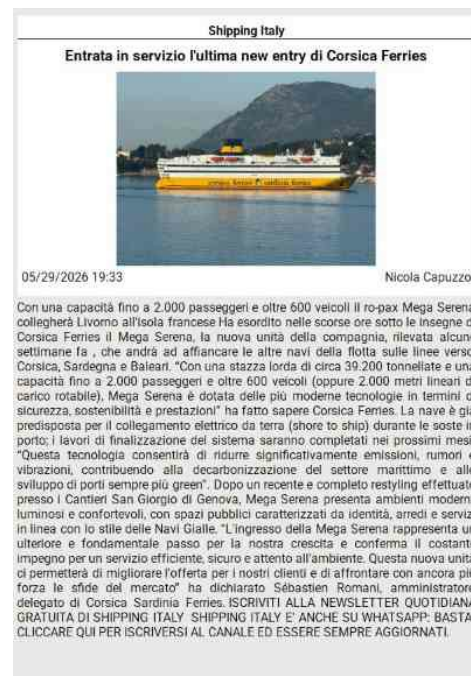 Shipping Italy
Entrata in servizio l'ultima new entry di Corsica Ferries
corsica ferries sardinia ferries
05/29/2026 19:33
Nicola Capuzzo
Con una capacità fino a 2.000 passeggeri e oltre 600 veicoli il ro-pax Mega Serena
collegherà Livorno all'isola francese Ha esordito nelle scorse ore sotto le insegne d
Corsica Ferries il Mega Serena, la nuova unità della compagnia, rilevata alcun
settimane fa , che andrà ad affiancare le altre navi della flotta sulle linee verso
Corsica, Sardegna e Baleari. "Con una stazza lorda di circa 39.200 tonnellate e una
capacità fino a 2.000 passeggeri e oltre 600 veicoli (oppure 2.000 metri lineari d
carico rotabile), Mega Serena è dotata delle più moderne tecnologie in termini d
sicurezza, sostenibilità e prestazioni" ha fatto sapere Corsica Ferries. La nave è già
predisposta per il collegamento elettrico da terra (shore to ship) durante le soste in
porto; i lavori di finalizzazione del sistema saranno completati nei prossimi mesi
"Questa tecnologia consentirà di ridurre significativamente emissioni, rumori e
vibrazioni, contribuendo alla decarbonizzazione del settore marittimo e allo
sviluppo di porti sempre più green". Dopo un recente e completo restyling effettuato
presso i Cantieri San Giorgio di Genova, Mega Serena presenta ambienti moderni
luminosi e confortevoli, con spazi pubblici caratterizzati da identità, arredi e serviz
in linea con lo stile delle Navi Gialle. "L'ingresso della Mega Serena rappresenta un
ulteriore e fondamentale passo per la nostra crescita e conferma il costante
impegno per un servizio efficiente, sicuro e attento all'ambiente. Questa nuova unità
ci permetterà di migliorare l'offerta per i nostri clienti e di affrontare con ancora più
forza le sfide del mercato" ha dichiarato Sébastien Romani, amministratore
delegato di Corsica Sardinia Ferries. ISCRIVITI ALLA NEWSLETTER QUOTIDIANA
GRATUITA DI SHIPPING ITALY SHIPPING ITALY E' ANCHE SU WHATSAPP: BASTA
CLICCARE QUI PER ISCRIVERSI AL CANALE ED ESSERE SEMPRE AGGIORNATI.